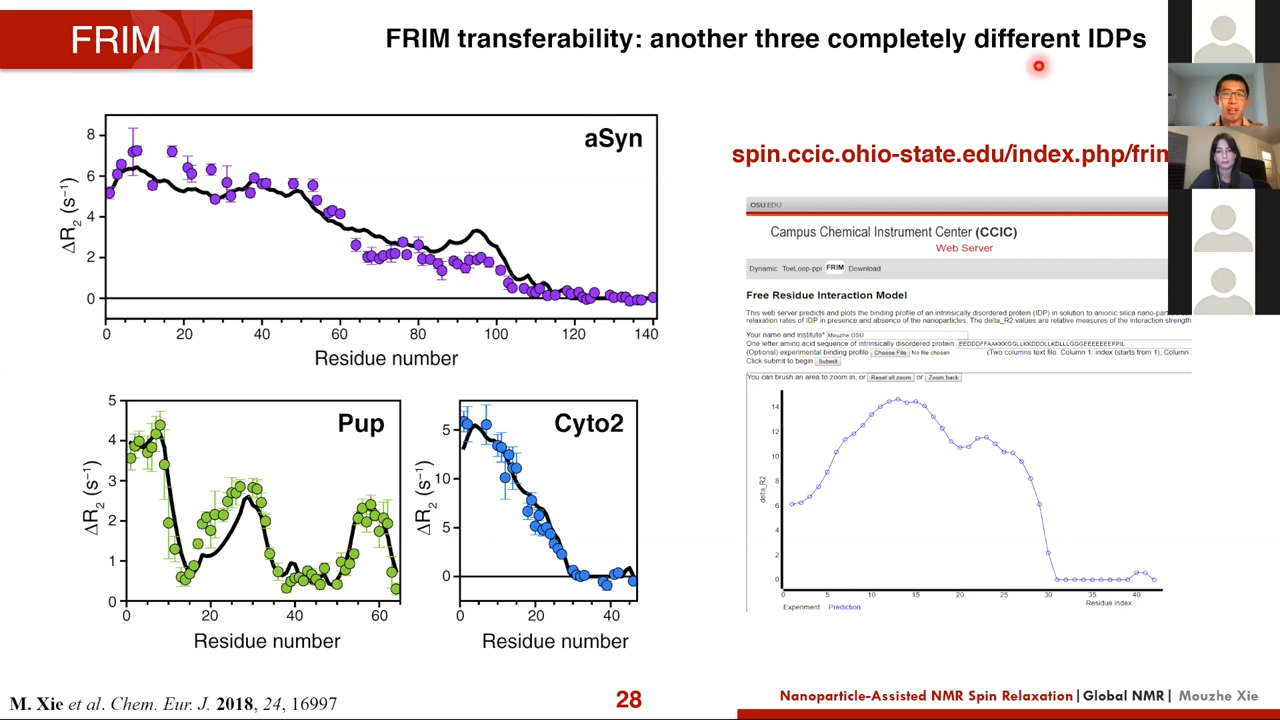 FRIM
FRIM transferability: another three completely different IDPs
aSyn
ΔR2 (s−1)
8
6
4
2
0
0 20 40 60 80 100 120 140
Residue number
Pup
ΔR2 (s−1)
5
4
3
2
1
0
0 20 40 60
Residue number
Cyto2
ΔR2 (s−1)
5
10
5
0
0 20 40
Residue number
spin.ccic.ohio-state.edu/index.php/frim
OSU.EDU
Campus Chemical Instrument Center (CCIC)
Web Server
Dynamic ToeLoop-ppi FRIM Download
Free Residue Interaction Model
This web server predicts and plots the binding profile of an intrinsically disordered protein (IDP) in solution to anionic silica nano-
relaxation rates of IDP in presence and absence of the nanoparticles. The delta_R2 values are relative measures of the interaction strength
Your name and institute* Mouzhe OSU
One letter amino acid sequence of intrinsically disordered protein:
(Optional) experimental binding profile Choose File No file chosen (Two columns text file. Column 1: index (starts from 1), Column
Click submit to begin Submit
You can brush an area to zoom in, or Reset all zoom or Zoom back
delta_R2
14
12
10
8
6
4
2
0
0 5 10 15 20 25 30 35 40
Residue index
Experiment Prediction
M. Xie et al. Chem. Eur. J. 2018, 24, 16997
28
Nanoparticle-Assisted NMR Spin Relaxation | Global NMR | Mouzhe Xie